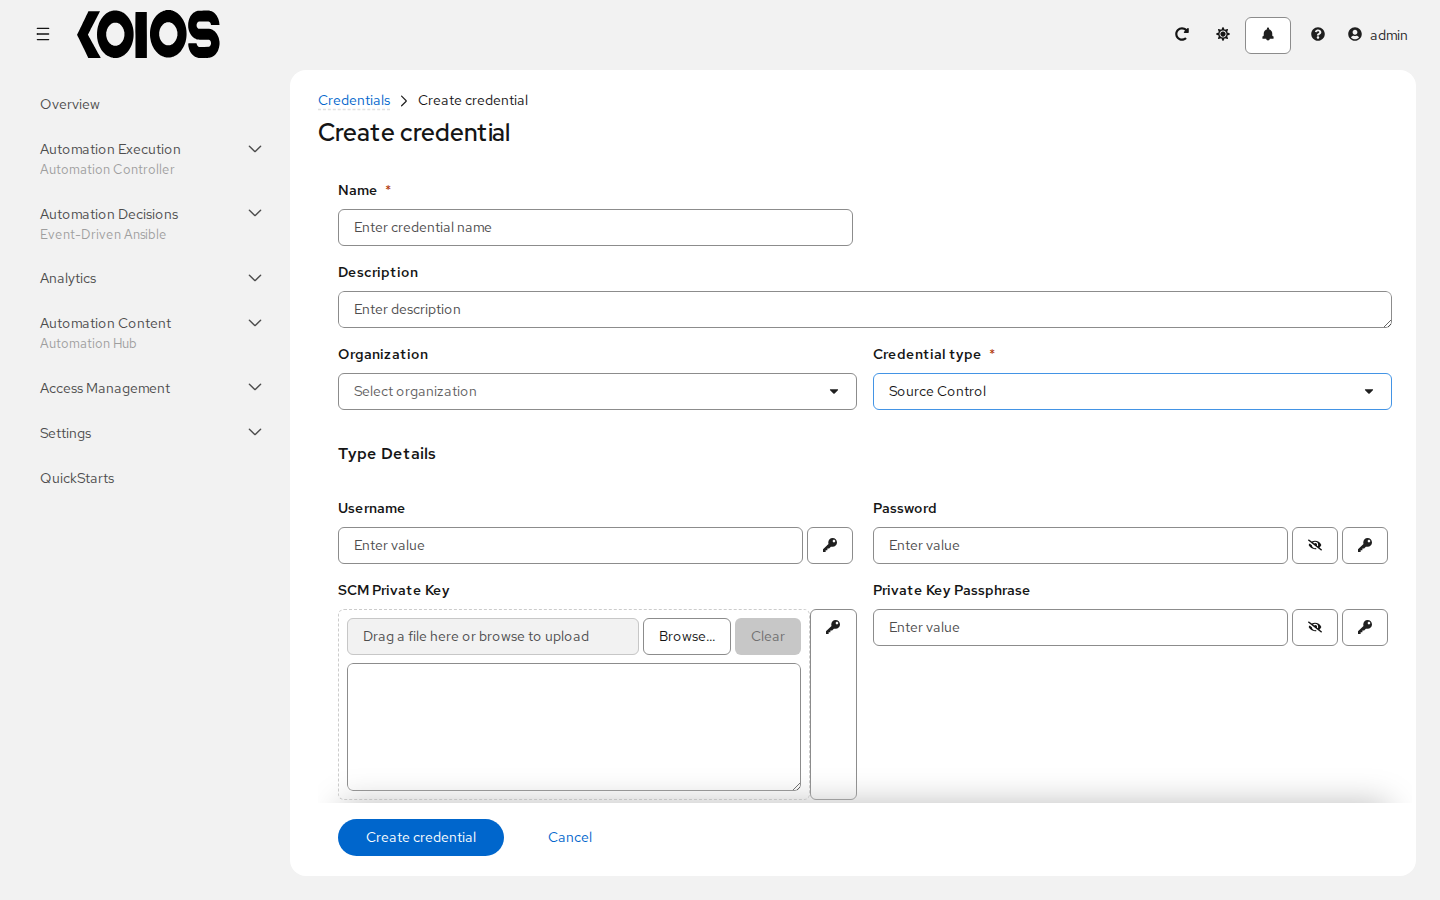 KOIOS
admin
Overview
Automation Execution
Automation Controller
Automation Decisions
Event-Driven Ansible
Analytics
Automation Content
Automation Hub
Access Management
Settings
QuickStarts
Credentials > Create credential
Create credential
Name *
Enter credential name
Description
Enter description
Organization
Select organization
Credential type *
Source Control
Type Details
Username
Enter value
Password
Enter value
SCM Private Key
Drag a file here or browse to upload
Browse...
Clear
Private Key Passphrase
Enter value
Create credential
Cancel